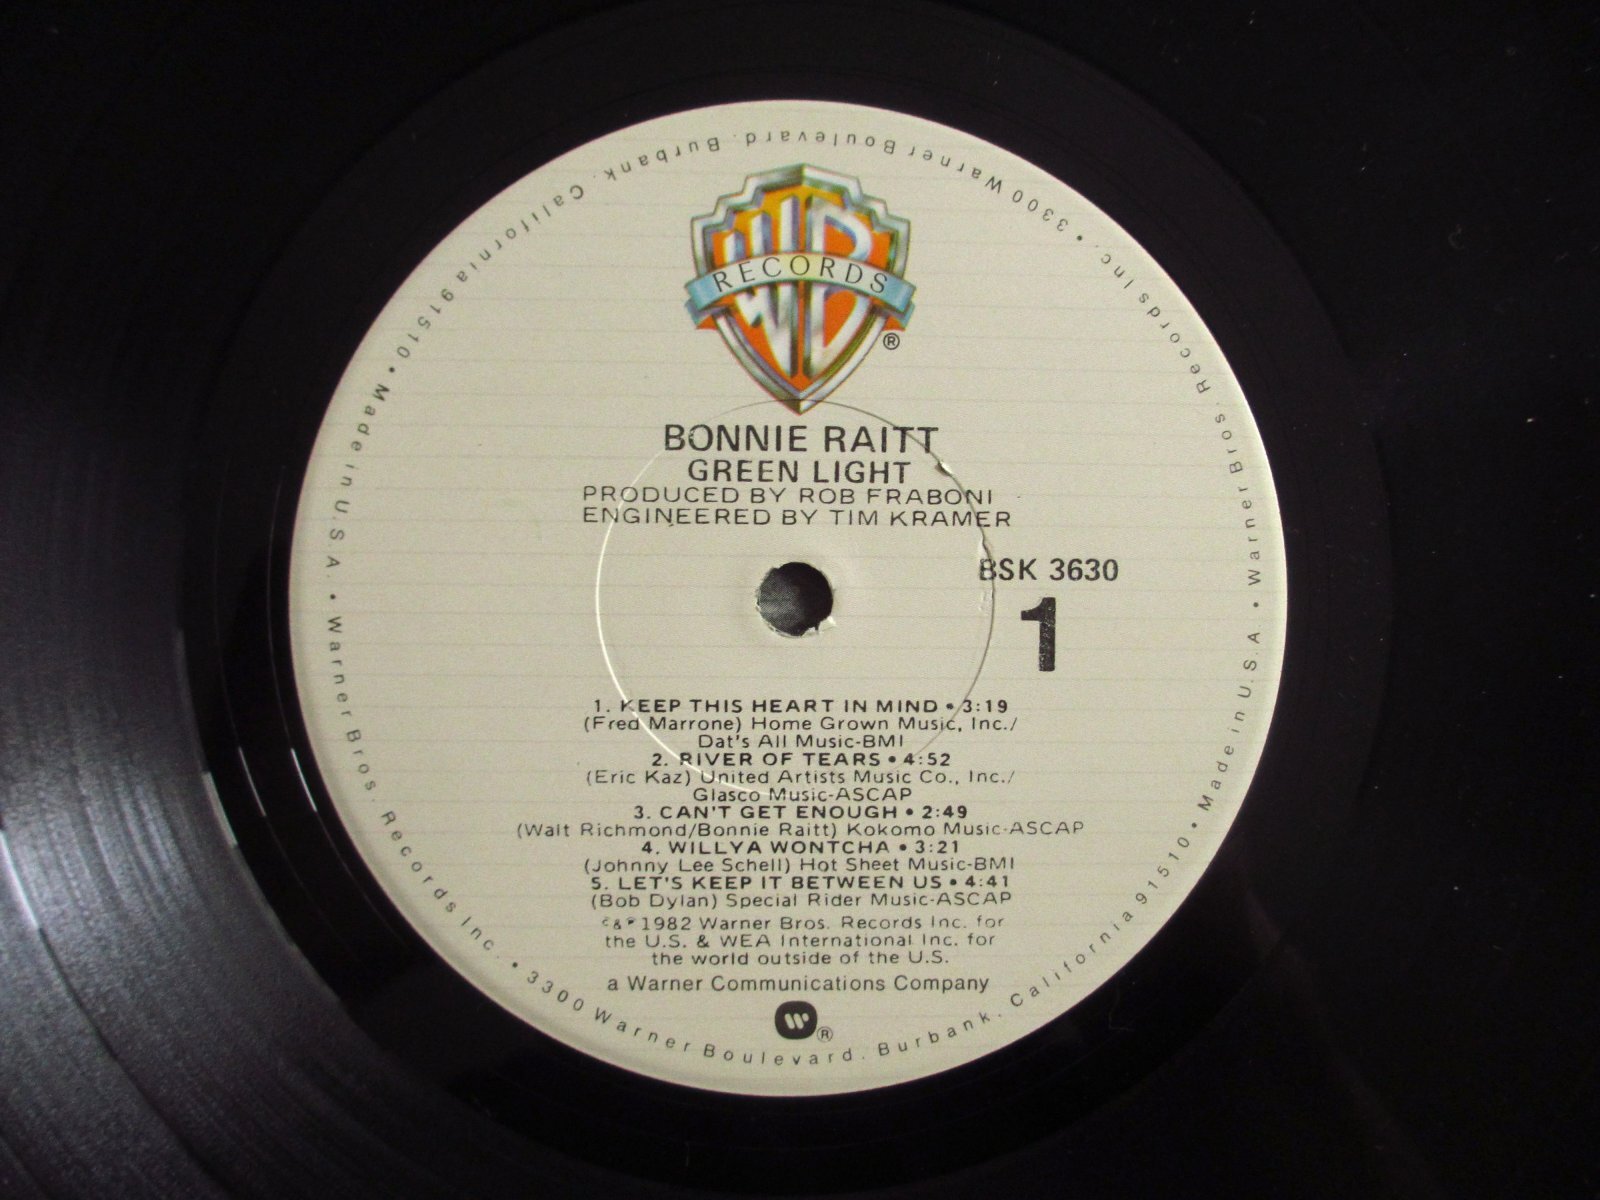 WB
RECORDS
®
BONNIE RAITT
GREEN LIGHT
PRODUCED BY ROB FRABONI
ENGINEERED BY TIM KRAMER
BSK 3630
1
1. KEEP THIS HEART IN MIND • 3:19
(Fred Marrone) Home Grown Music, Inc./
Dat's All Music-BMI
2. RIVER OF TEARS • 4:52
(Eric Kaz) United Artists Music Co., Inc./
Glasco Music-ASCAP
3. CAN'T GET ENOUGH • 2:49
(Walt Richmond/Bonnie Raitt) Kokomo Music-ASCAP
4. WILLYA WONTCHA • 3:21
(Johnny Lee Schell) Hot Sheet Music-BMI
5. LET'S KEEP IT BETWEEN US • 4:41
(Bob Dylan) Special Rider Music-ASCAP
©&℗ 1982 Warner Bros. Records Inc. for
the U.S. & WEA International Inc. for
the world outside of the U.S.
a Warner Communications Company
®
Warner Bros. Records Inc. • 3300 Warner Boulevard. Burbank. California 91510 • Made in U.S.A. •
Warner Bros. Records Inc. • 3300 Warner Boulevard. Burbank. California 91510 • Made in U.S.A. •